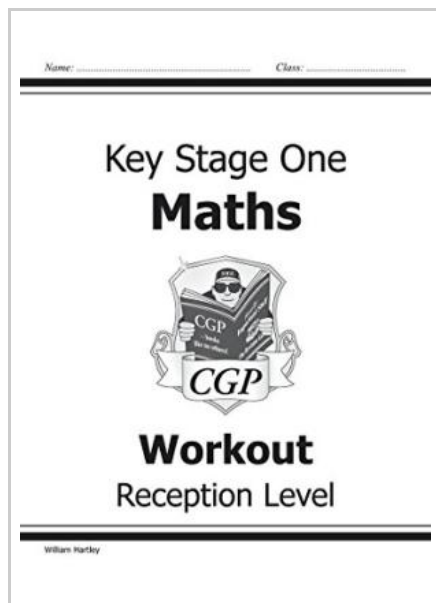 Name: ........................................................ Class: ................................
Key Stage One
Maths
CGP
CGP
Workout
Reception Level
William Hartley